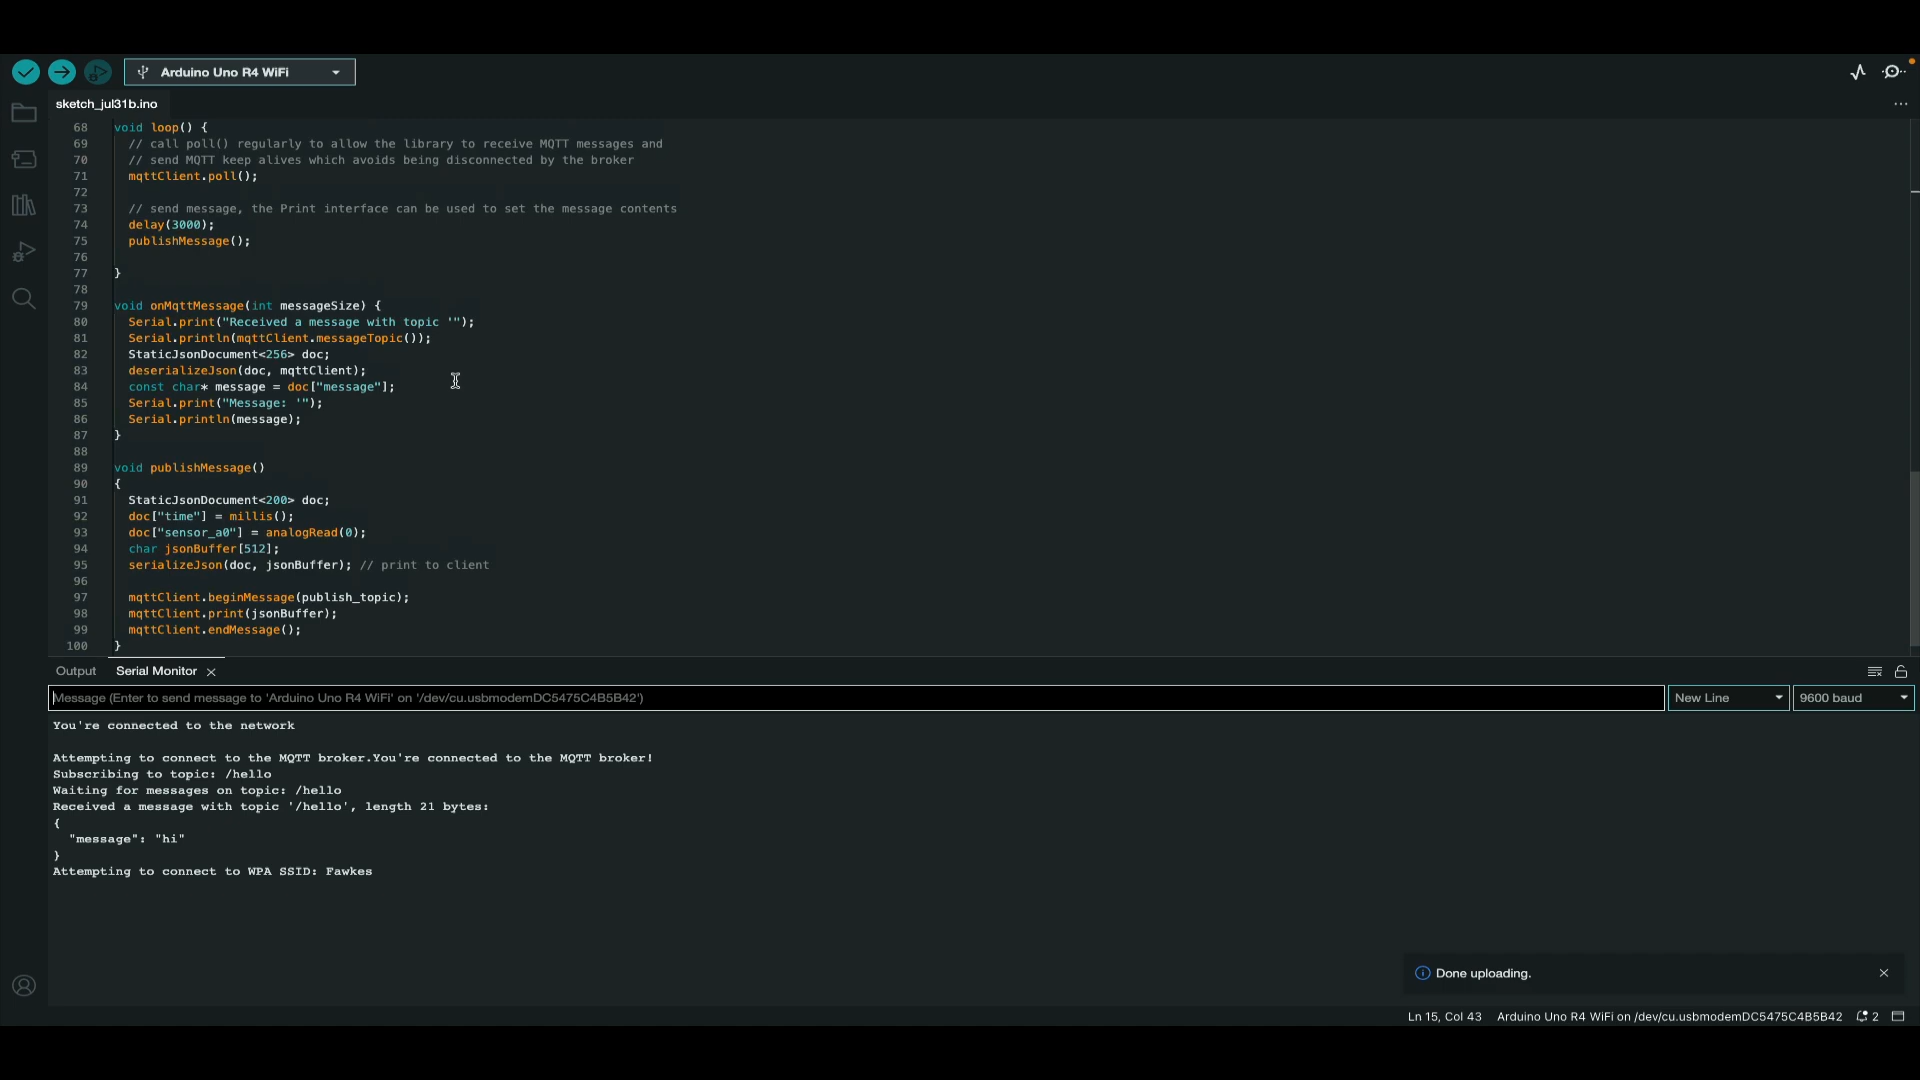 Arduino Uno R4 WiFi
sketch_jul31b.ino
68 void loop() {
69 // call poll() regularly to allow the library to receive MQTT messages and
70 // send MQTT keep alives which avoids being disconnected by the broker
71 mqttClient.poll();
72
73 // send message, the Print interface can be used to set the message contents
74 delay(3000);
75 publishMessage();
76
77 }
78
79 void onMqttMessage(int messageSize) {
80 Serial.print("Received a message with topic '");
81 Serial.println(mqttClient.messageTopic());
82 StaticJsonDocument<256> doc;
83 deserializeJson(doc, mqttClient);
84 const char* message = doc["message"];
85 Serial.print("Message: '");
86 Serial.println(message);
87 }
88
89 void publishMessage()
90 {
91 StaticJsonDocument<200> doc;
92 doc["time"] = millis();
93 doc["sensor_a0"] = analogRead(0);
94 char jsonBuffer[512];
95 serializeJson(doc, jsonBuffer); // print to client
96
97 mqttClient.beginMessage(publish_topic);
98 mqttClient.print(jsonBuffer);
99 mqttClient.endMessage();
100 }
Output Serial Monitor
Message (Enter to send message to 'Arduino Uno R4 WiFi' on '/dev/cu.usbmodemDC5475C4B5B42') New Line 9600 baud
You're connected to the network
Attempting to connect to the MQTT broker.You're connected to the MQTT broker!
Subscribing to topic: /hello
Waiting for messages on topic: /hello
Received a message with topic '/hello', length 21 bytes:
{
"message": "hi"
}
Attempting to connect to WPA SSID: Fawkes
Done uploading.
Ln 15, Col 43 Arduino Uno R4 WiFi on /dev/cu.usbmodemDC5475C4B5B42 2